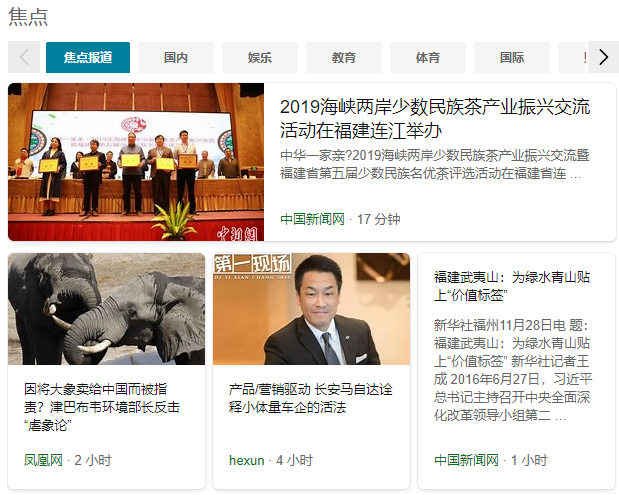 焦点
焦点报道
国内
娱乐
教育
体育
国际
2019海峡两岸少数民族茶产业振兴交流
活动在福建连江举办
中华一家亲?2019海峡两岸少数民族茶产业振兴交流暨
福建省第五届少数民族名优茶评选活动在福建省连 ...
中国新闻网 · 17 分钟
中新网
第一现场
DI YI XIAN CHANG 2019
因将大象卖给中国而被指
责？津巴布韦环境部长反击
“虐象论”
凤凰网 · 2 小时
产品/营销驱动 长安马自达诠
释小体量车企的活法
hexun · 4 小时
福建武夷山：为绿水青山贴
上“价值标签”
新华社福州11月28日电 题：
福建武夷山：为绿水青山贴
上“价值标签” 新华社记者王
成 2016年6月27日，习近平
总书记主持召开中央全面深
化改革领导小组第二 ...
中国新闻网 · 1 小时